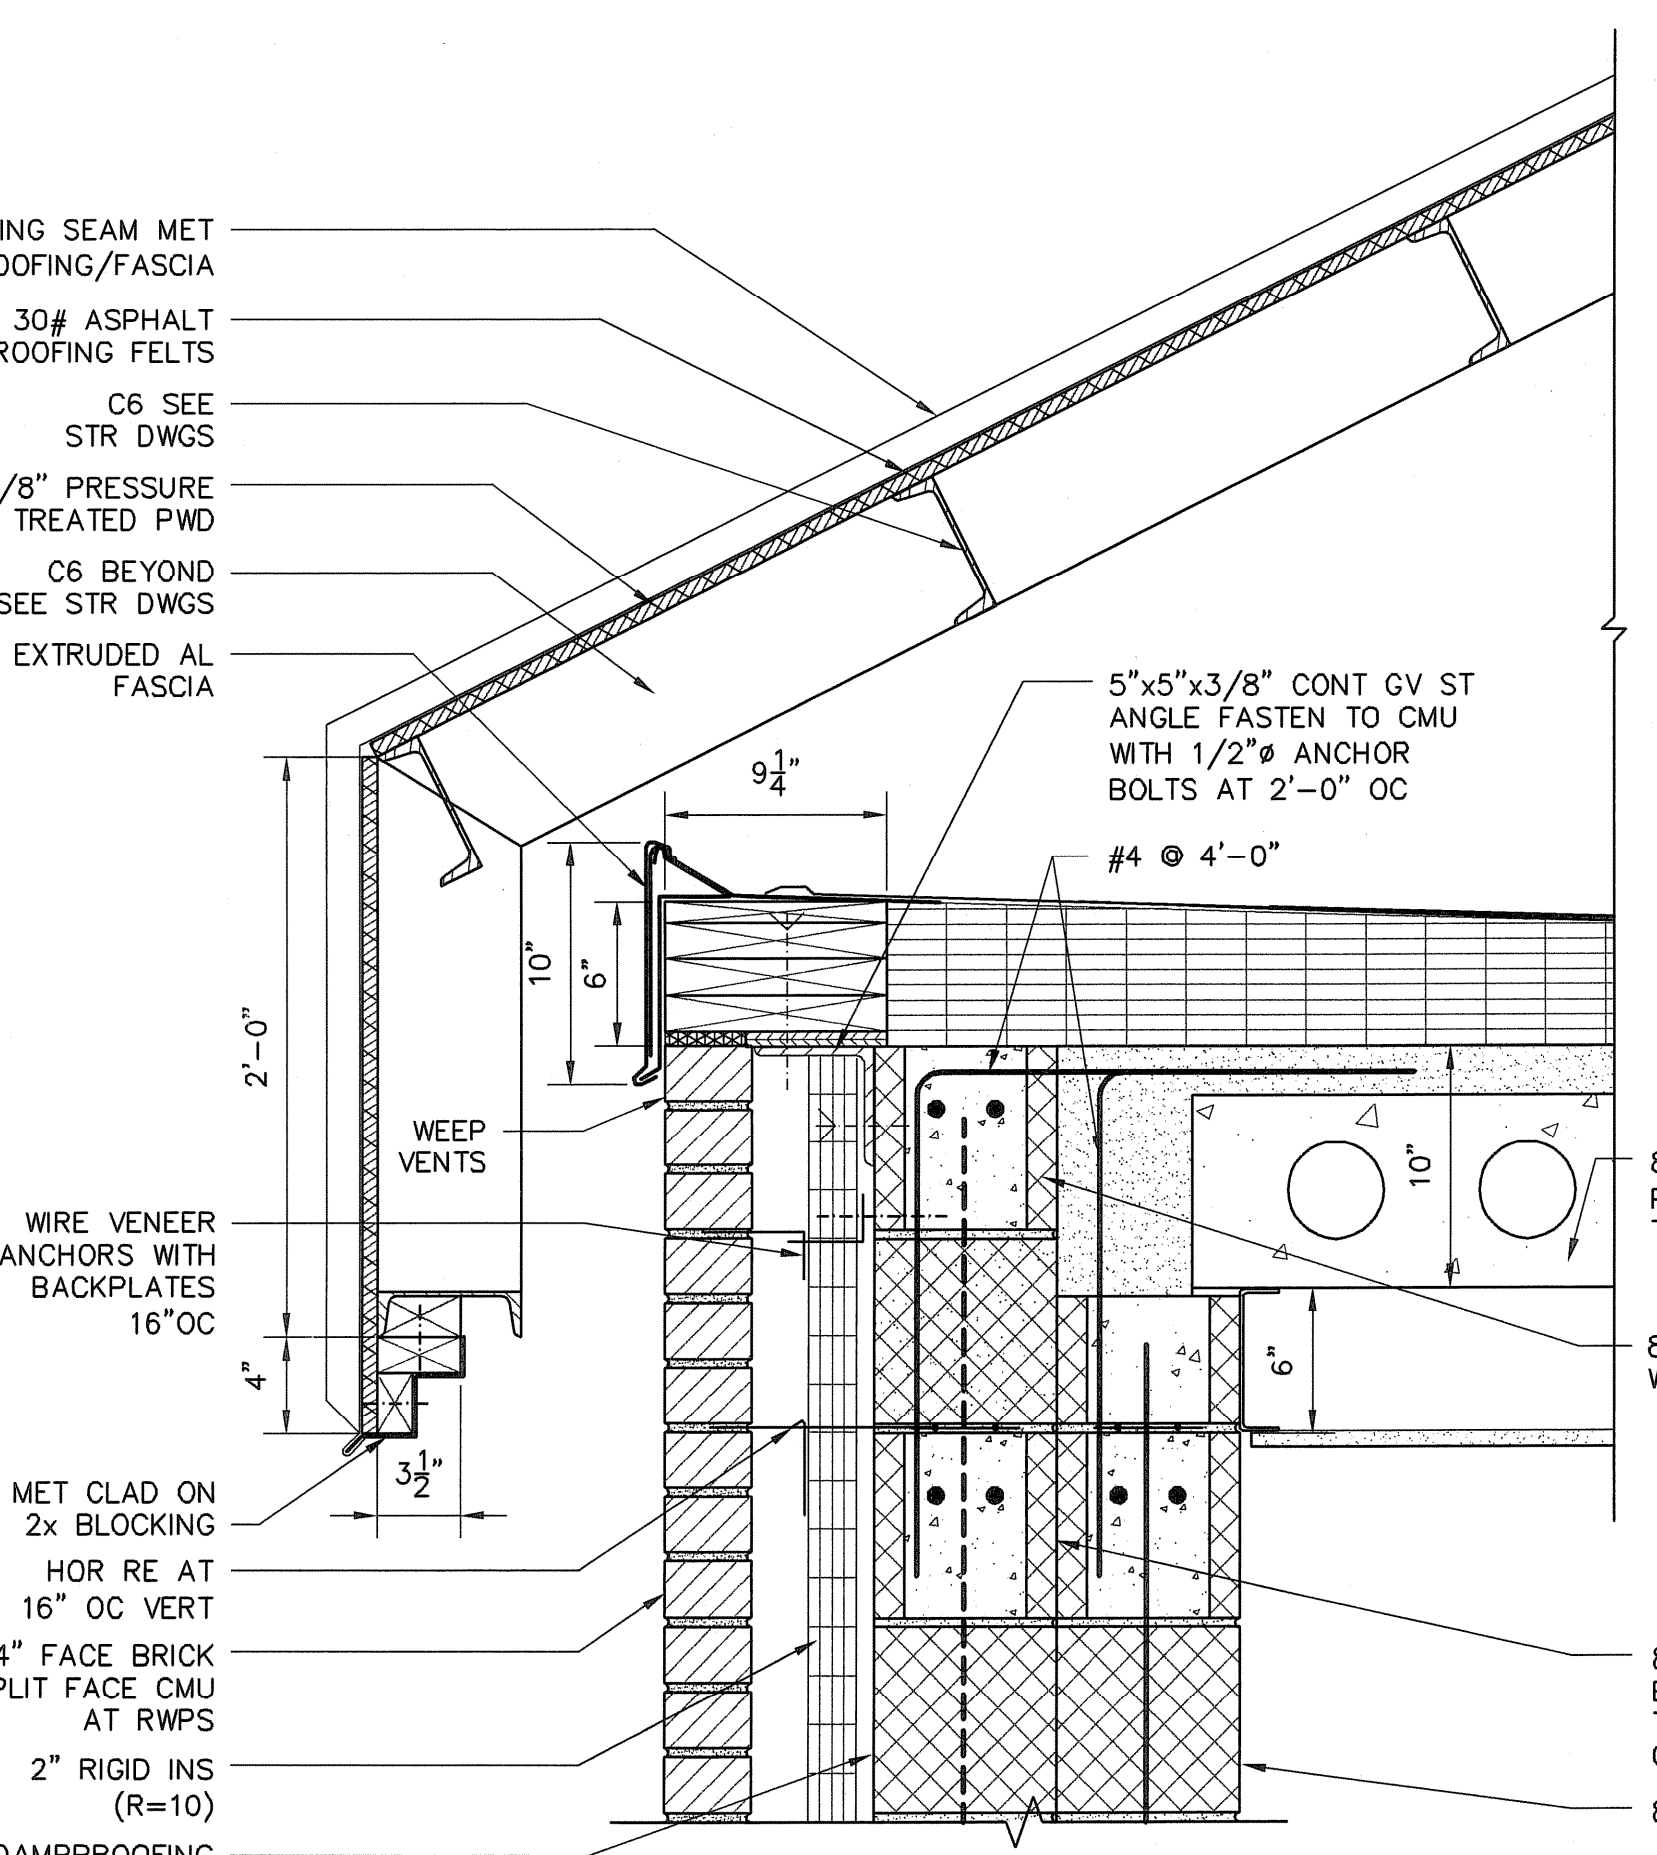 ING SEAM MET
OOFING/FASCIA
30# ASPHALT
ROOFING FELTS
C6 SEE
STR DWGS
/8" PRESSURE
TREATED PWD
C6 BEYOND
SEE STR DWGS
EXTRUDED AL
FASCIA
5"x5"x3/8" CONT GV ST
ANGLE FASTEN TO CMU
WITH 1/2"ø ANCHOR
BOLTS AT 2'-0" OC
9 1/4"
#4 @ 4'-0"
10"
6"
2'-0"
WEEP
VENTS
10"
WIRE VENEER
ANCHORS WITH
BACKPLATES
16"OC
4"
6"
3 1/2"
MET CLAD ON
2x BLOCKING
HOR RE AT
16" OC VERT
4" FACE BRICK
PLIT FACE CMU
AT RWPS
2" RIGID INS
(R=10)
DAMPPROOFING